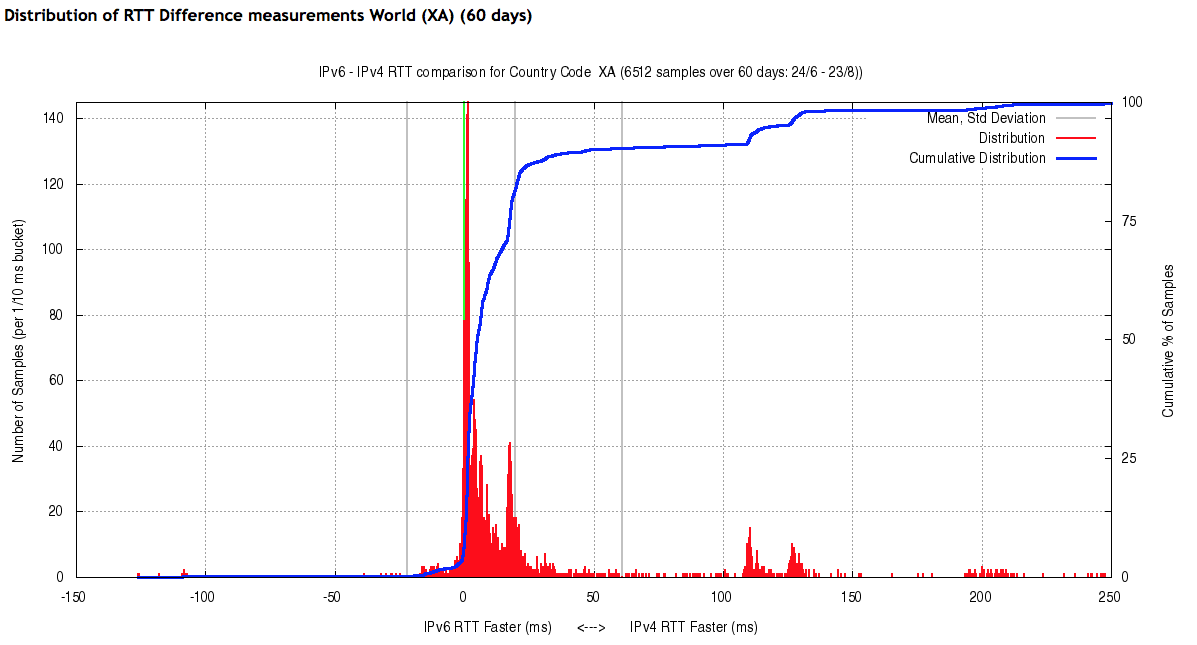 Distribution of RTT Difference measurements World (XA) (60 days)
IPv6 - IPv4 RTT comparison for Country Code XA (6512 samples over 60 days: 24/6 - 23/8))
Mean, Std Deviation
Distribution
Cumulative Distribution
Number of Samples (per 1/10 ms bucket)
140
120
100
80
60
40
20
0
100
75
50
25
0
Cumulative % of Samples
-150 -100 -50 0 50 100 150 200 250
IPv6 RTT Faster (ms) <---> IPv4 RTT Faster (ms)